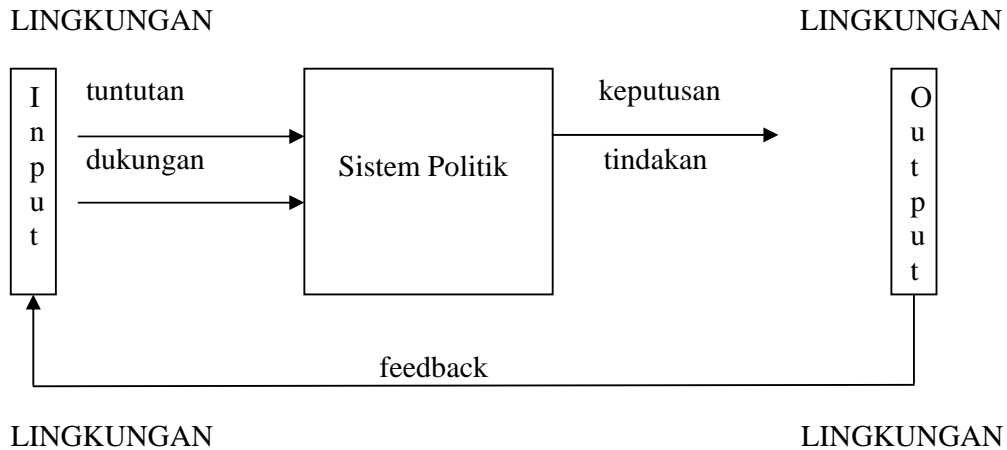 LINGKUNGAN
LINGKUNGAN
Input
tuntutan
dukungan
Sistem Politik
keputusan
tindakan
Output
feedback
LINGKUNGAN
LINGKUNGAN